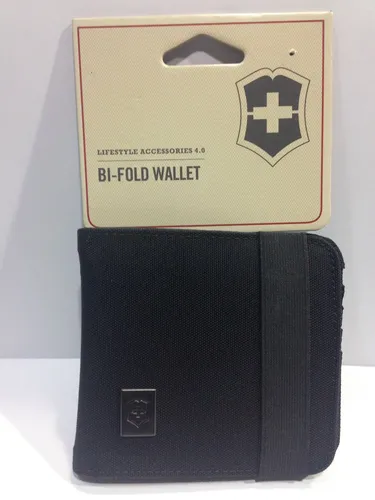 LIFESTYLE ACCESSORIES 4.0
BI-FOLD WALLET